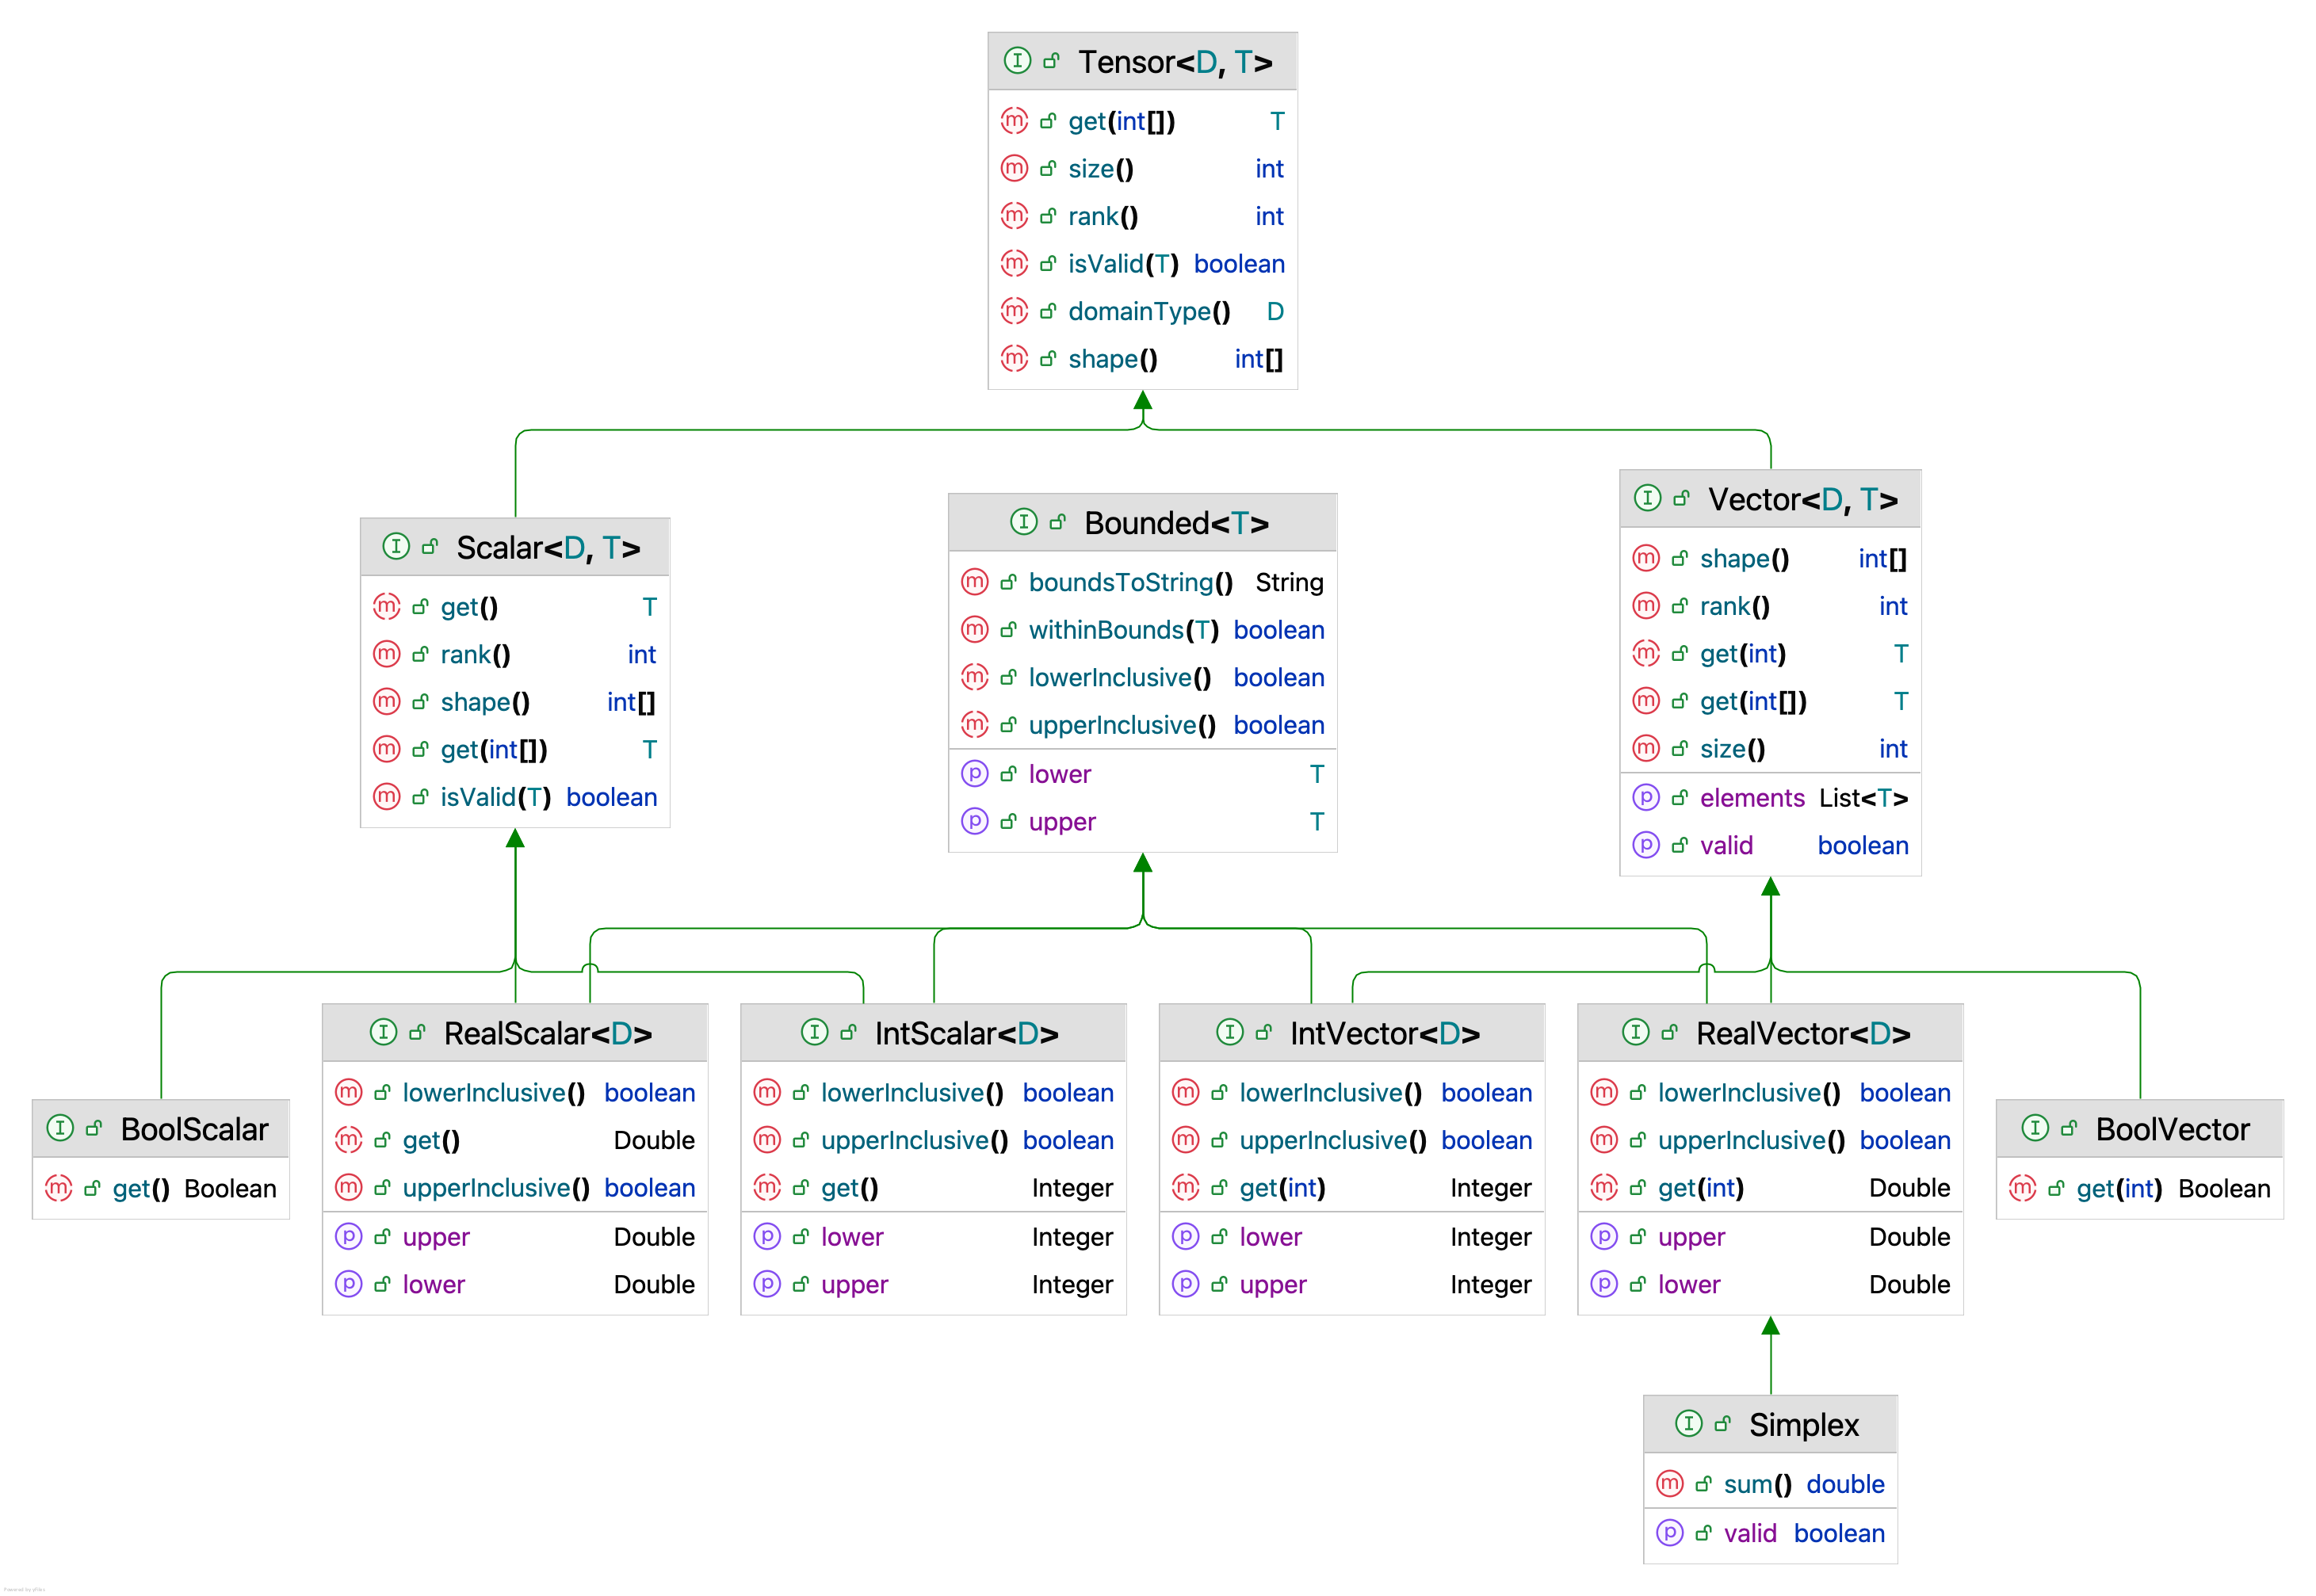 Tensor<D, T>
get(int[]) T
size() int
rank() int
isValid(T) boolean
domainType() D
shape() int[]
Scalar<D, T>
get() T
rank() int
shape() int[]
get(int[]) T
isValid(T) boolean
Bounded<T>
boundsToString() String
withinBounds(T) boolean
lowerInclusive() boolean
upperInclusive() boolean
lower T
upper T
Vector<D, T>
shape() int[]
rank() int
get(int) T
get(int[]) T
size() int
elements List<T>
valid boolean
BoolScalar
get() Boolean
RealScalar<D>
lowerInclusive() boolean
get() Double
upperInclusive() boolean
upper Double
lower Double
IntScalar<D>
lowerInclusive() boolean
upperInclusive() boolean
get() Integer
lower Integer
upper Integer
IntVector<D>
lowerInclusive() boolean
upperInclusive() boolean
get(int) Integer
lower Integer
upper Integer
RealVector<D>
lowerInclusive() boolean
upperInclusive() boolean
get(int) Double
upper Double
lower Double
BoolVector
get(int) Boolean
Simplex
sum() double
valid boolean
Powered by yFiles